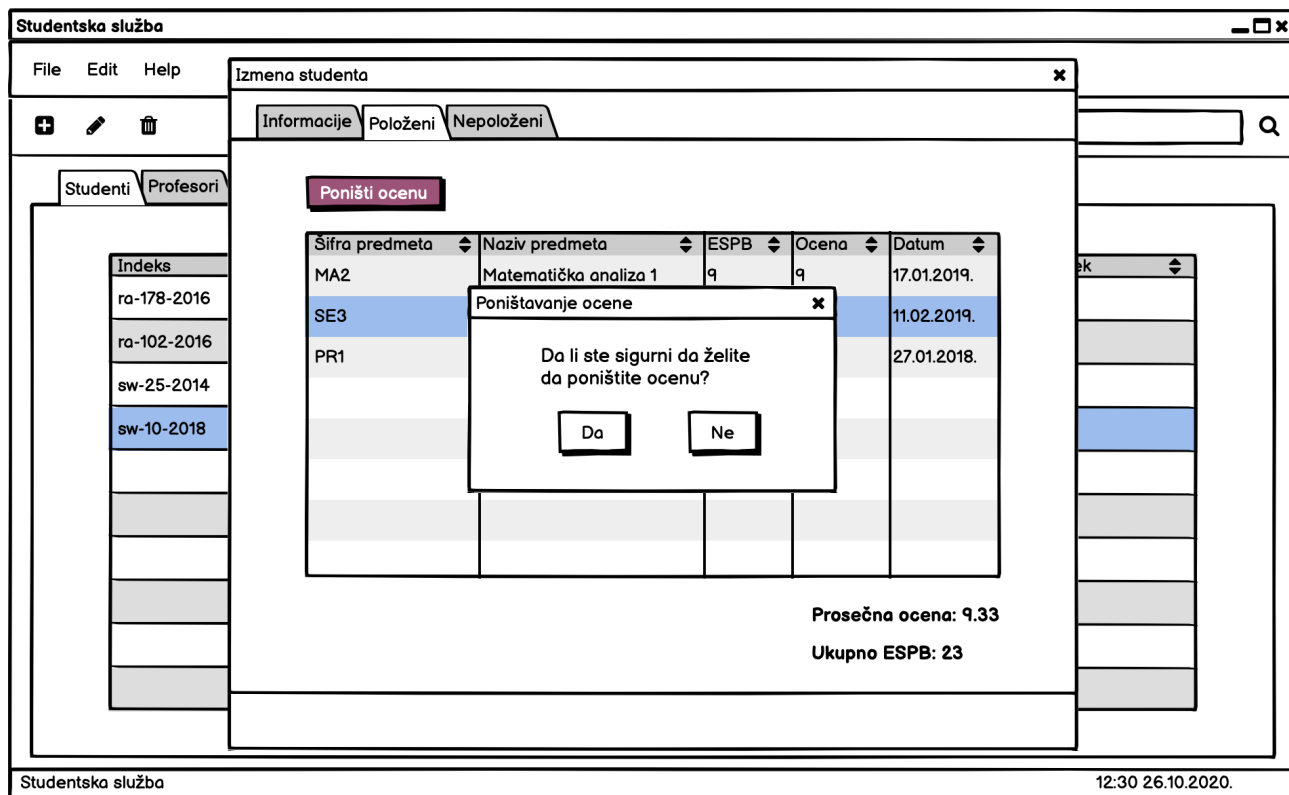 Studentska služba
File Edit Help
Izmena studenta
Informacije Položeni Nepoloženi
Studenti Profesori
Poništi ocenu
Šifra predmeta Naziv predmeta ESPB Ocena Datum
MA2 Matematička analiza 1 9 9 17.01.2019.
SE3 11.02.2019.
PR1 27.01.2018.
Indeks
ra-178-2016
ra-102-2016
sw-25-2014
sw-10-2018
Poništavanje ocene
Da li ste sigurni da želite
da poništite ocenu?
Da Ne
Prosečna ocena: 9.33
Ukupno ESPB: 23
Studentska služba 12:30 26.10.2020.